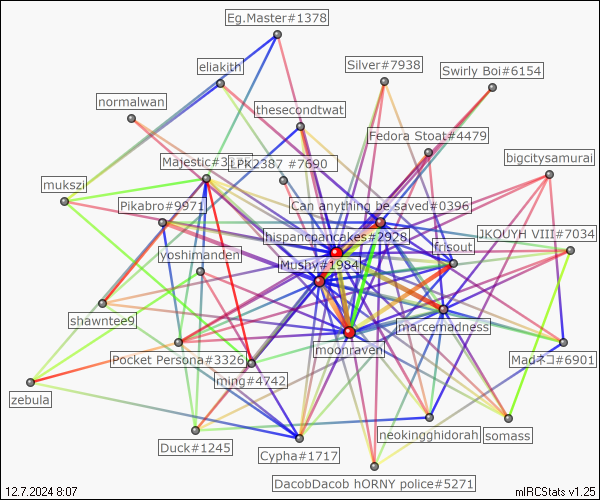 Eg.Master#1378
eliakith
Silver#7938
Swirly Boi#6154
normalwan
thesecondtwat
Fedora Stoat#4479
Majestic#3
LPK2387 #7690
bigcitysamurai
mukszi
Pikabro#9971
Can anything be saved#0396
hispancpancakes#2928
JKOUYH VIII#7034
yoshimanden
frisout
Mushy#1984
shawntee9
marcemadness
moonraven
Pocket Persona#3326
Madネコ#6901
ming#4742
zebula
neokingghidorah
somass
Duck#1245
Cypha#1717
DacobDacob hORNY police#5271
12.7.2024 8:07
mIRCStats v1.25